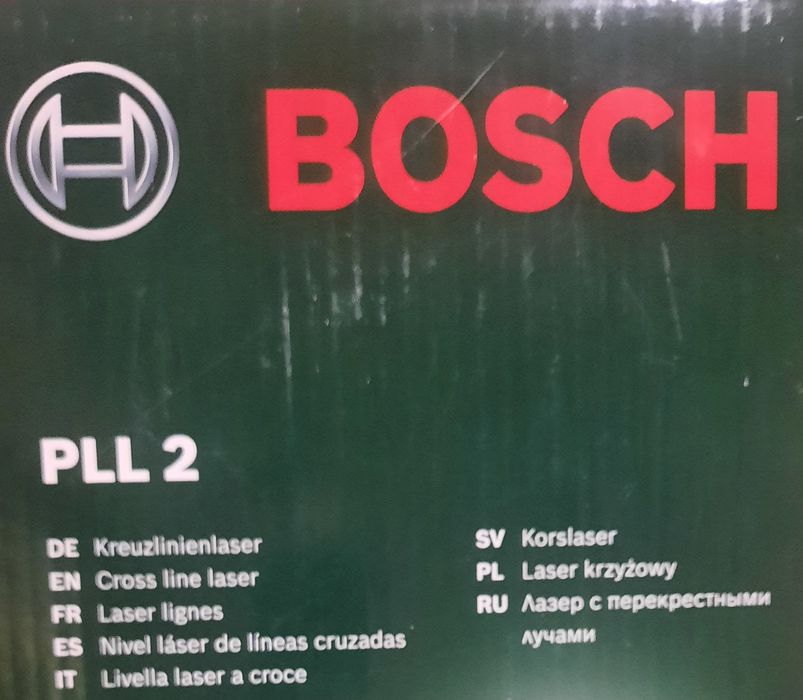 BOSCH
PLL 2
DE Kreuzlinienlaser
EN Cross line laser
FR Laser lignes
ES Nivel láser de líneas cruzadas
IT Livella laser a croce
SV Korslaser
PL Laser krzyżowy
RU Лазер с перекрестными
лучами